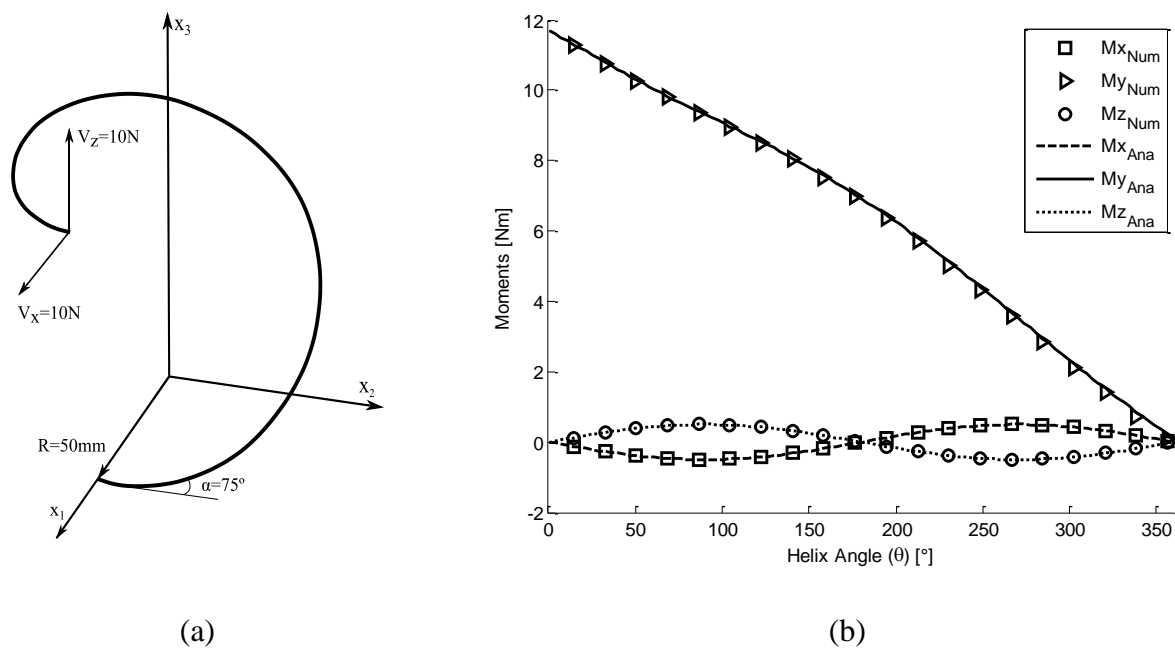 x3
Vz=10N
Vx=10N
x2
R=50mm
α=75º
x1
(a)
12
10
8
6
4
2
0
-2
Moments [Nm]
0 50 100 150 200 250 300 350
Helix Angle (θ) [°]
MxNum
MyNum
MzNum
MxAna
MyAna
MzAna
(b)